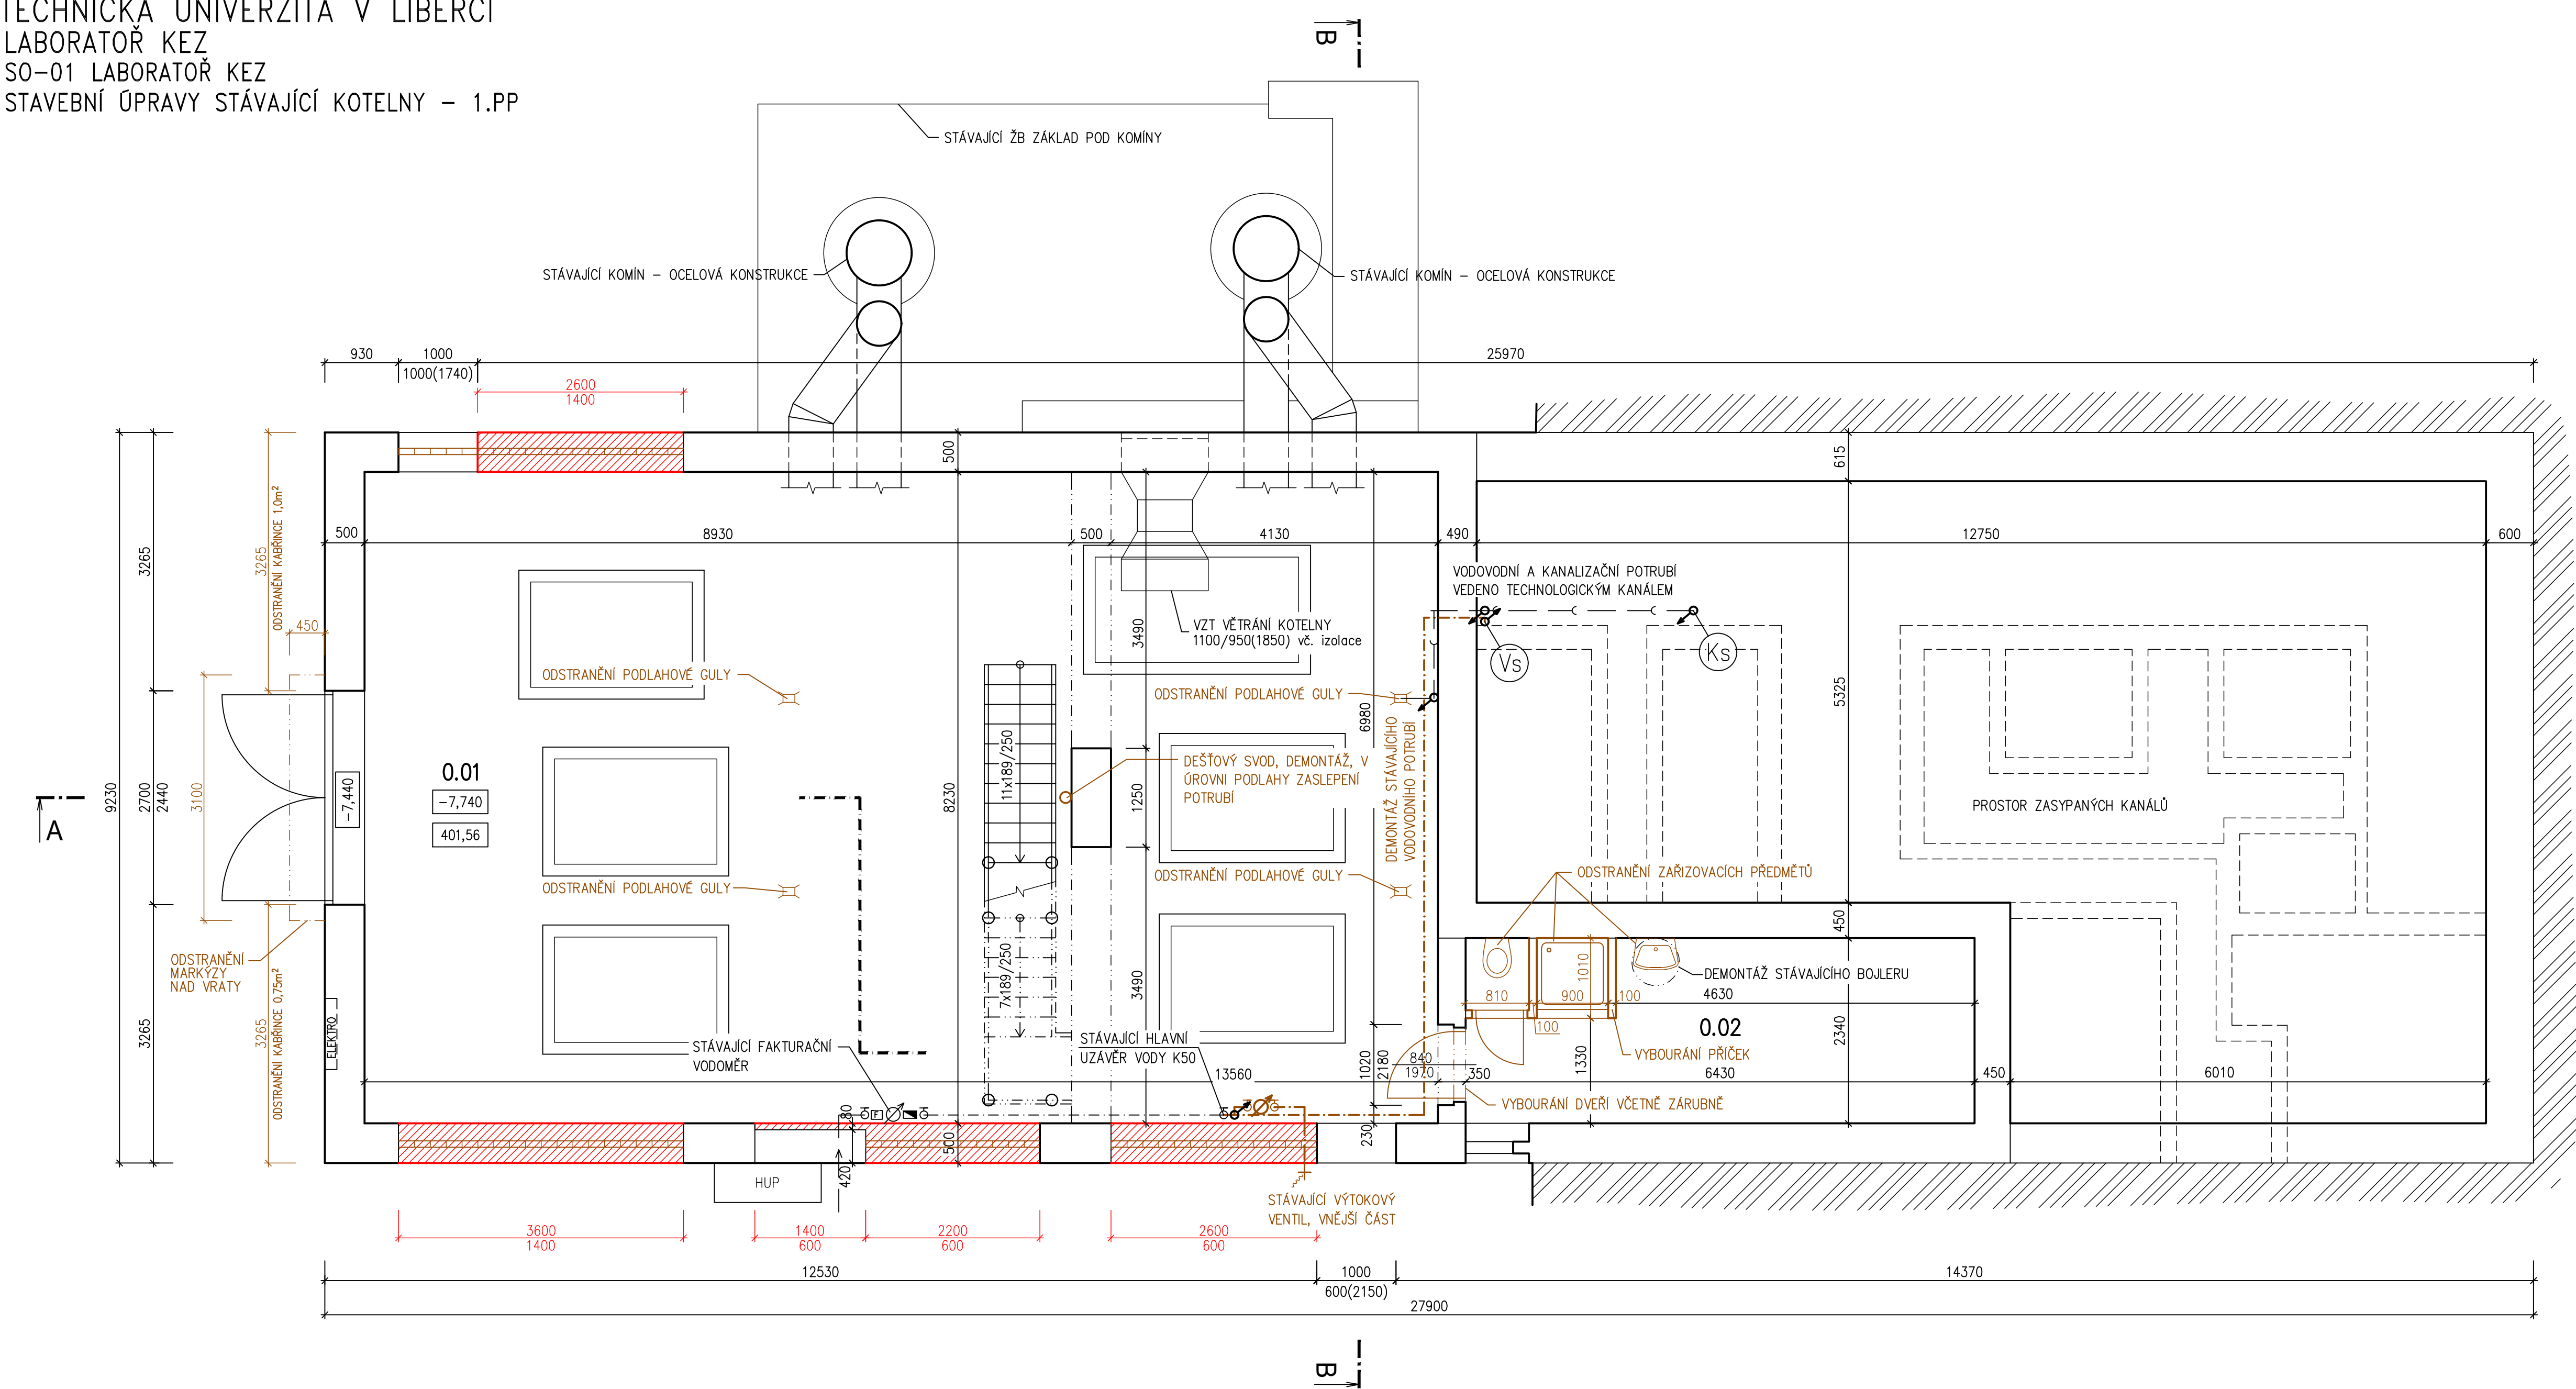 TECHNICKÁ UNIVERZITA V LIBERCI
LABORATOŘ KEZ
SO-01 LABORATOŘ KEZ
STAVEBNÍ ÚPRAVY STÁVAJÍCÍ KOTELNY - 1.PP
B
STÁVAJÍCÍ ŽB ZÁKLAD POD KOMÍNY
STÁVAJÍCÍ KOMÍN - OCELOVÁ KONSTRUKCE
STÁVAJÍCÍ KOMÍN - OCELOVÁ KONSTRUKCE
930
1000
25970
1000(1740)
2600
1400
500
615
3265
3265
ODSTRANĚNÍ KABŘINCE 1,0m²
500
8930
500
4130
490
12750
600
VODOVODNÍ A KANALIZAČNÍ POTRUBÍ
VEDENO TECHNOLOGICKÝM KANÁLEM
450
3490
VZT VĚTRÁNÍ KOTELNY
1100/950(1850) vč. izolace
Vs
Ks
ODSTRANĚNÍ PODLAHOVÉ GULY
ODSTRANĚNÍ PODLAHOVÉ GULY
6980
5325
DEMONTÁŽ STÁVAJÍCÍHO
VODOVODNÍHO POTRUBÍ
9230
2700
2440
3100
-7,440
0.01
-7,740
401,56
8230
11x189/250
1250
DEŠŤOVÝ SVOD, DEMONTÁŽ, V
ÚROVNI PODLAHY ZASLEPENÍ
POTRUBÍ
PROSTOR ZASYPANÝCH KANÁLŮ
A
ODSTRANĚNÍ PODLAHOVÉ GULY
ODSTRANĚNÍ PODLAHOVÉ GULY
ODSTRANĚNÍ ZAŘIZOVACÍCH PŘEDMĚTŮ
450
ODSTRANĚNÍ
MARKÝZY
NAD VRATY
7x189/250
3490
1010
DEMONTÁŽ STÁVAJÍCÍHO BOJLERU
810
900
100
4630
100
0.02
2340
3265
3265
ODSTRANĚNÍ KABŘINCE 0,75m²
ELEKTRO
STÁVAJÍCÍ FAKTURAČNÍ
VODOMĚR
STÁVAJÍCÍ HLAVNÍ
UZÁVĚR VODY K50
1020
2180
840
1970
1330
VYBOURÁNÍ PŘÍČEK
13560
350
6430
450
6010
VYBOURÁNÍ DVEŘÍ VČETNĚ ZÁRUBNĚ
80
F
500
230
420
HUP
STÁVAJÍCÍ VÝTOKOVÝ
VENTIL, VNĚJŠÍ ČÁST
3600
1400
1400
600
2200
600
2600
600
12530
1000
14370
600(2150)
27900
B